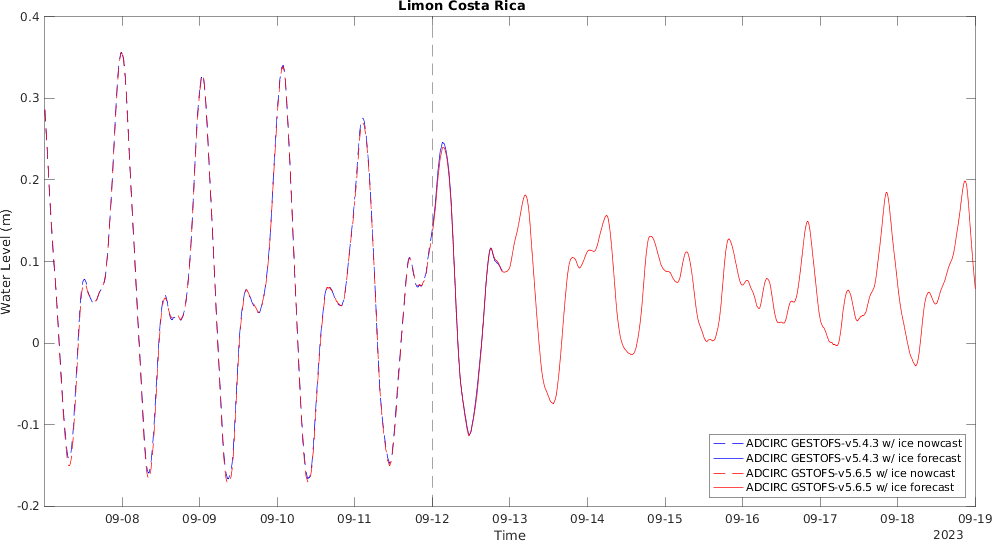 Limon Costa Rica
0.4
0.3
0.2
0.1
0
-0.1
-0.2
Water Level (m)
ADCIRC GESTOFS-v5.4.3 w/ ice nowcast
ADCIRC GSTOFS-v5.4.3 w/ ice forecast
ADCIRC GSTOFS-v5.6.5 w/ ice nowcast
ADCIRC GSTOFS-v5.6.5 w/ ice forecast
09-08 09-09 09-10 09-11 09-12 09-13 09-14 09-15 09-16 09-17 09-18 09-19
Time
2023